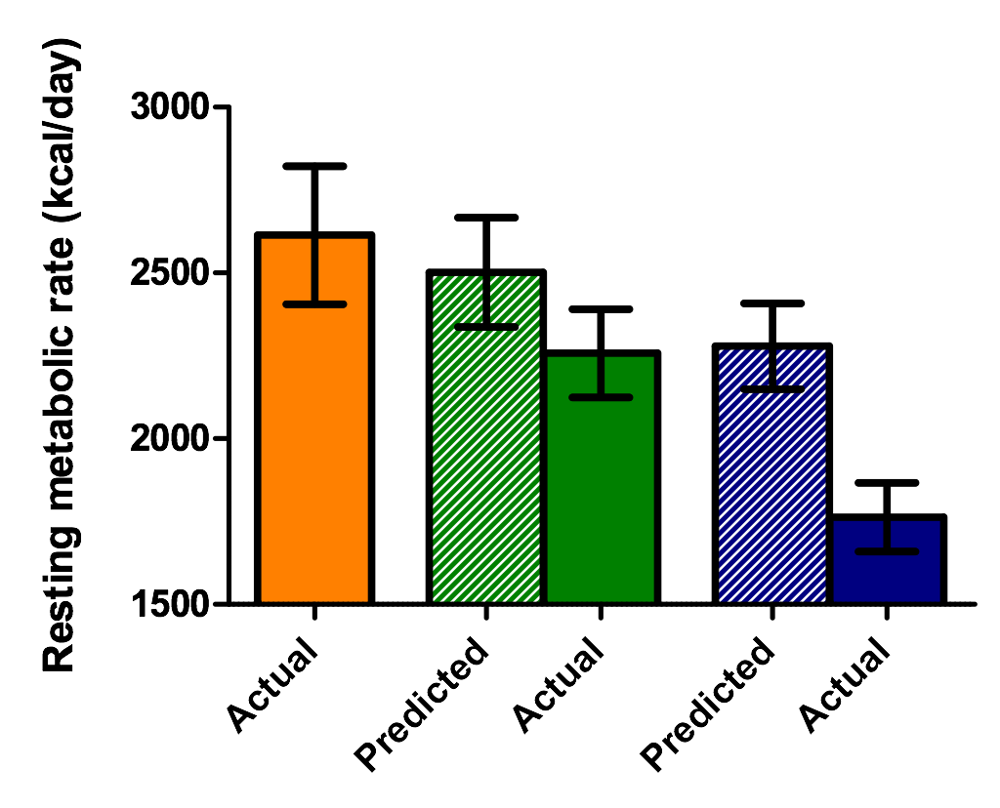 Resting metabolic rate (kcal/day)
3000
2500
2000
1500
Actual
Predicted
Actual
Predicted
Actual